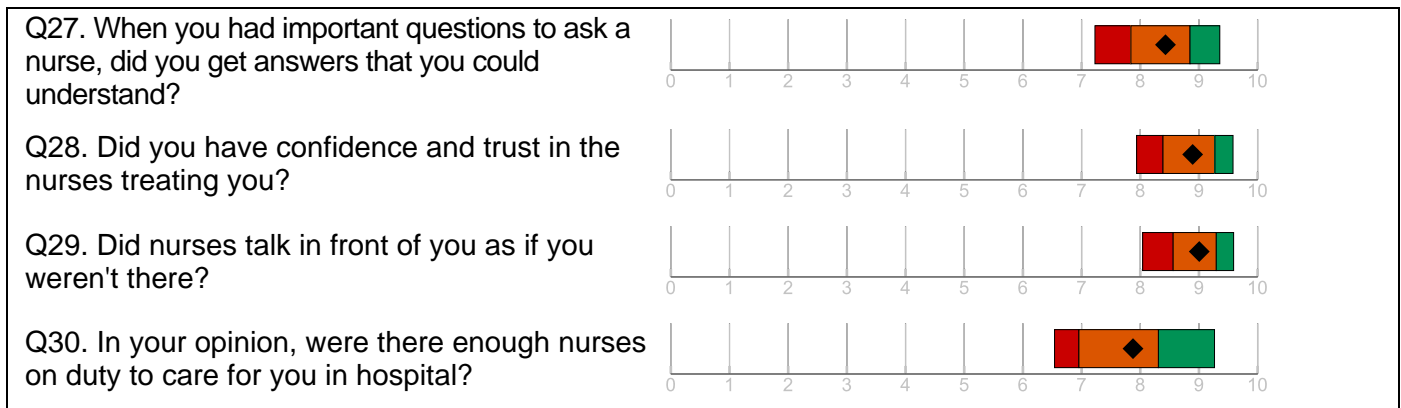 Q27. When you had important questions to ask a
nurse, did you get answers that you could
understand?
0 1 2 3 4 5 6 7 8 9 10
Q28. Did you have confidence and trust in the
nurses treating you?
0 1 2 3 4 5 6 7 8 9 10
Q29. Did nurses talk in front of you as if you
weren't there?
0 1 2 3 4 5 6 7 8 9 10
Q30. In your opinion, were there enough nurses
on duty to care for you in hospital?
0 1 2 3 4 5 6 7 8 9 10